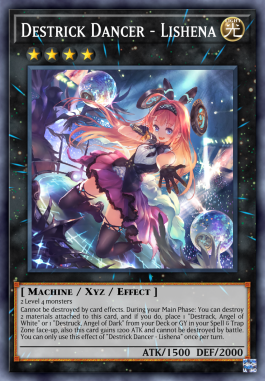 Destrick Dancer - Lishena
光
[ Machine / Xyz / Effect ]
2 Level 4 monsters
Cannot be destroyed by card effects. During your Main Phase: You can destroy
2 materials attached to this card, and if you do, place 1 "Destrack, Angel of
White" or 1 "Destruck, Angel of Dark" from your Deck or GY in your Spell & Trap
Zone face-up, also this card gains 1200 ATK and cannot be destroyed by battle.
You can only use this effect of "Destrick Dancer - Lishena" once per turn.
ATK/1500 DEF/2000